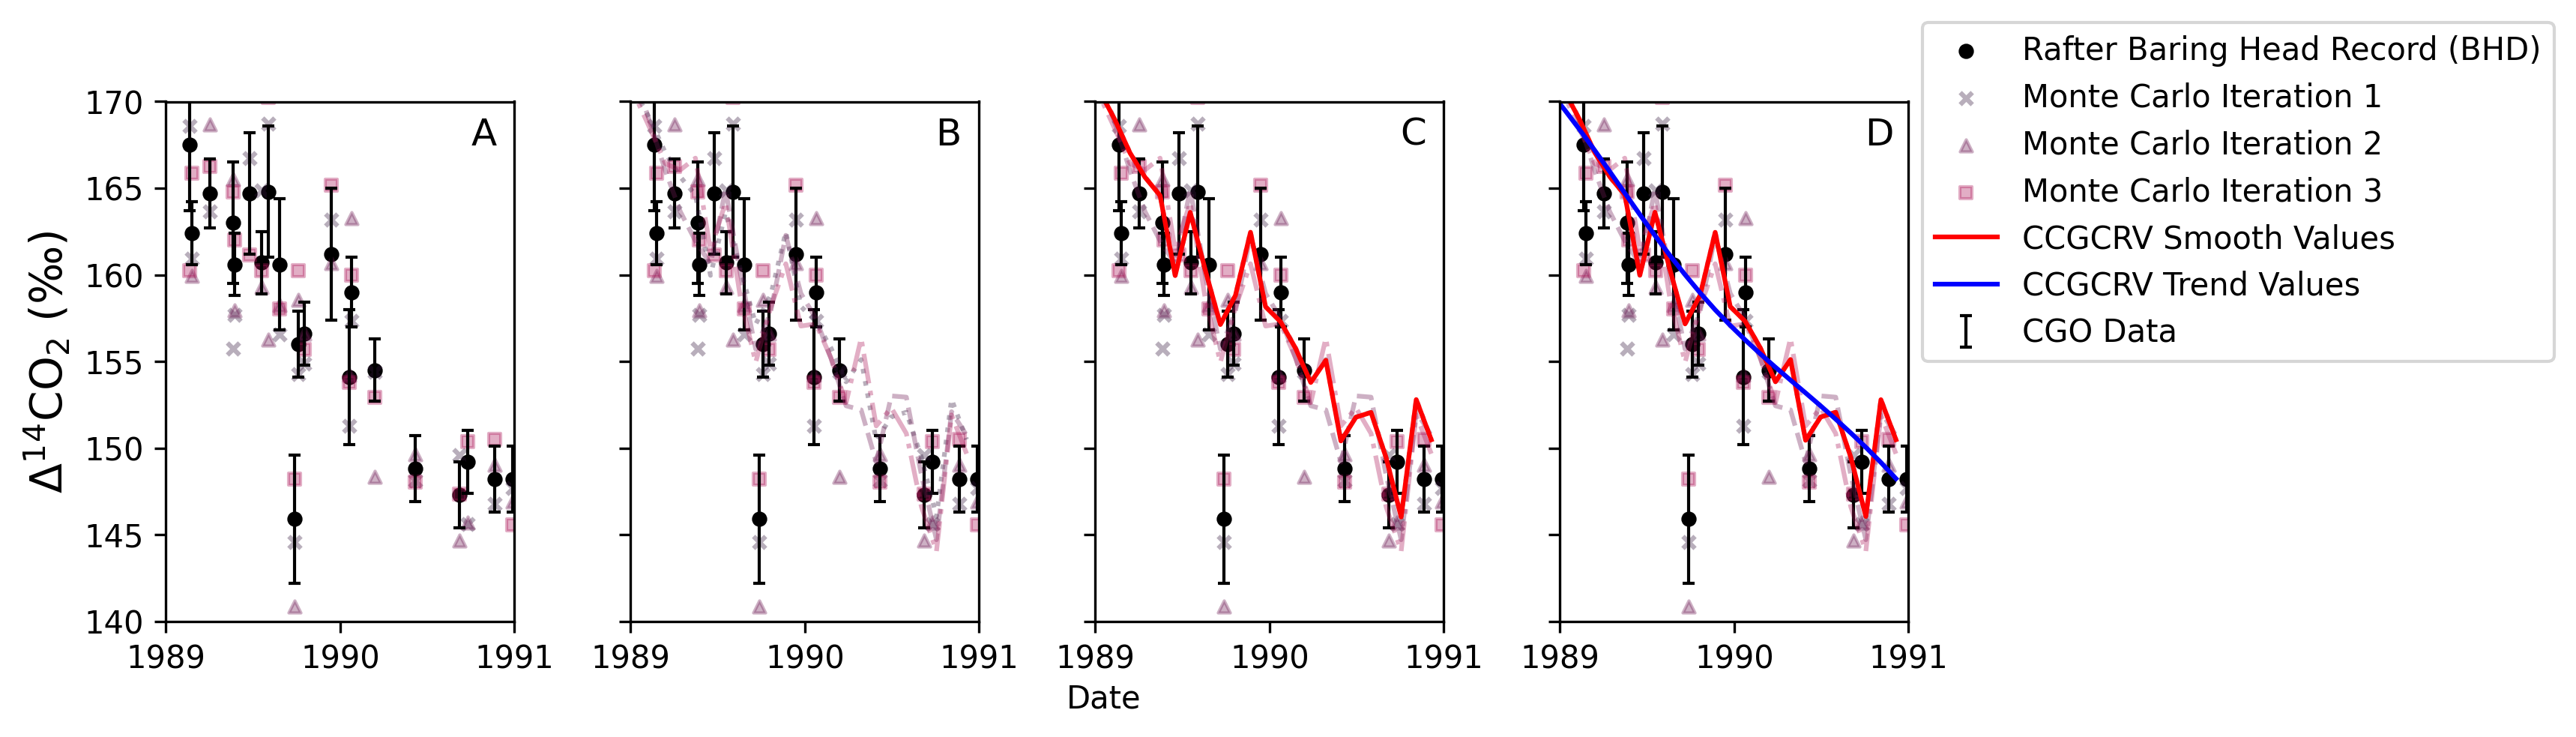 Rafter Baring Head Record (BHD)
Monte Carlo Iteration 1
Monte Carlo Iteration 2
Monte Carlo Iteration 3
CCGCRV Smooth Values
CCGCRV Trend Values
CGO Data
A
B
C
D
Δ¹⁴CO₂ (‰)
170
165
160
155
150
145
140
1989 1990 1991
1989 1990 1991
1989 1990 1991
1989 1990 1991
Date